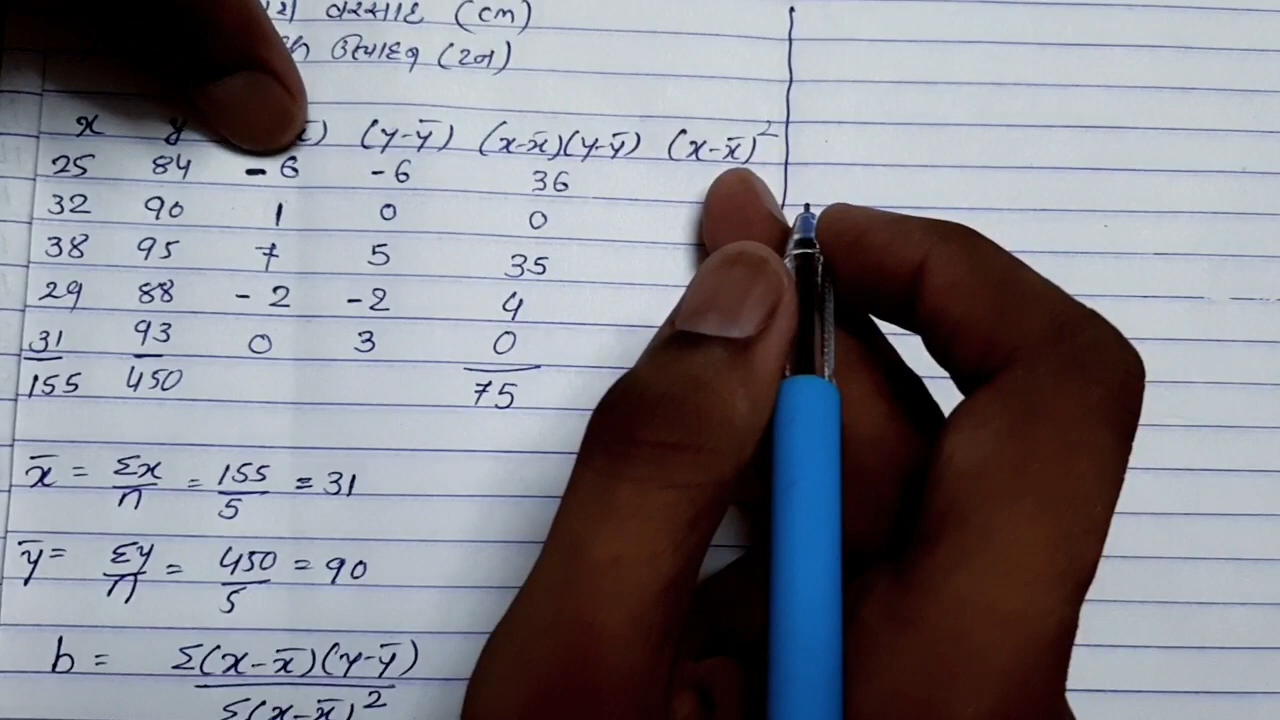 વરસાદ (cm)
ઉત્પાદન (ટન)
x y x̄) (y-ȳ) (x-x̄)(y-ȳ) (x-x̄)²
25 84 -6 -6 36
32 90 1 0 0
38 95 7 5 35
29 88 -2 -2 4
31 93 0 3 0
155 450 75
x̄ = Σx/n = 155/5 = 31
ȳ = Σy/n = 450/5 = 90
b = Σ(x-x̄)(y-ȳ)
Σ(x-x̄)²